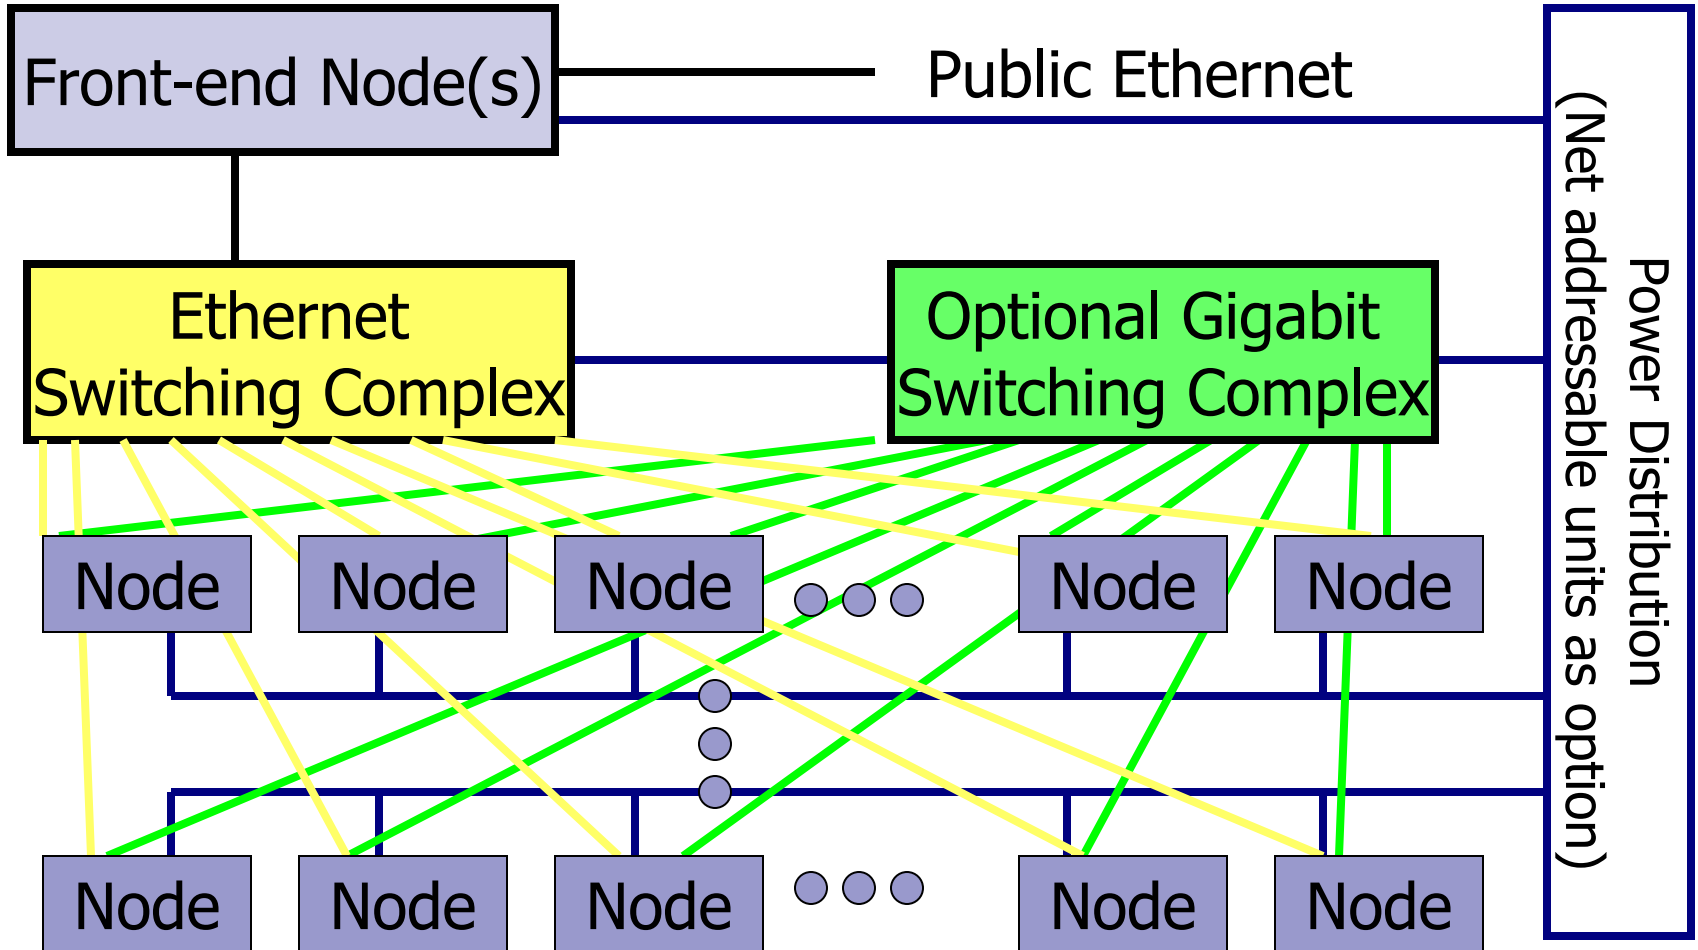 Front-end Node(s)
Public Ethernet
Ethernet
Switching Complex
Optional Gigabit
Switching Complex
Power Distribution
(Net addressable units as option)
Node
Node
Node
Node
Node
Node
Node
Node
Node
Node